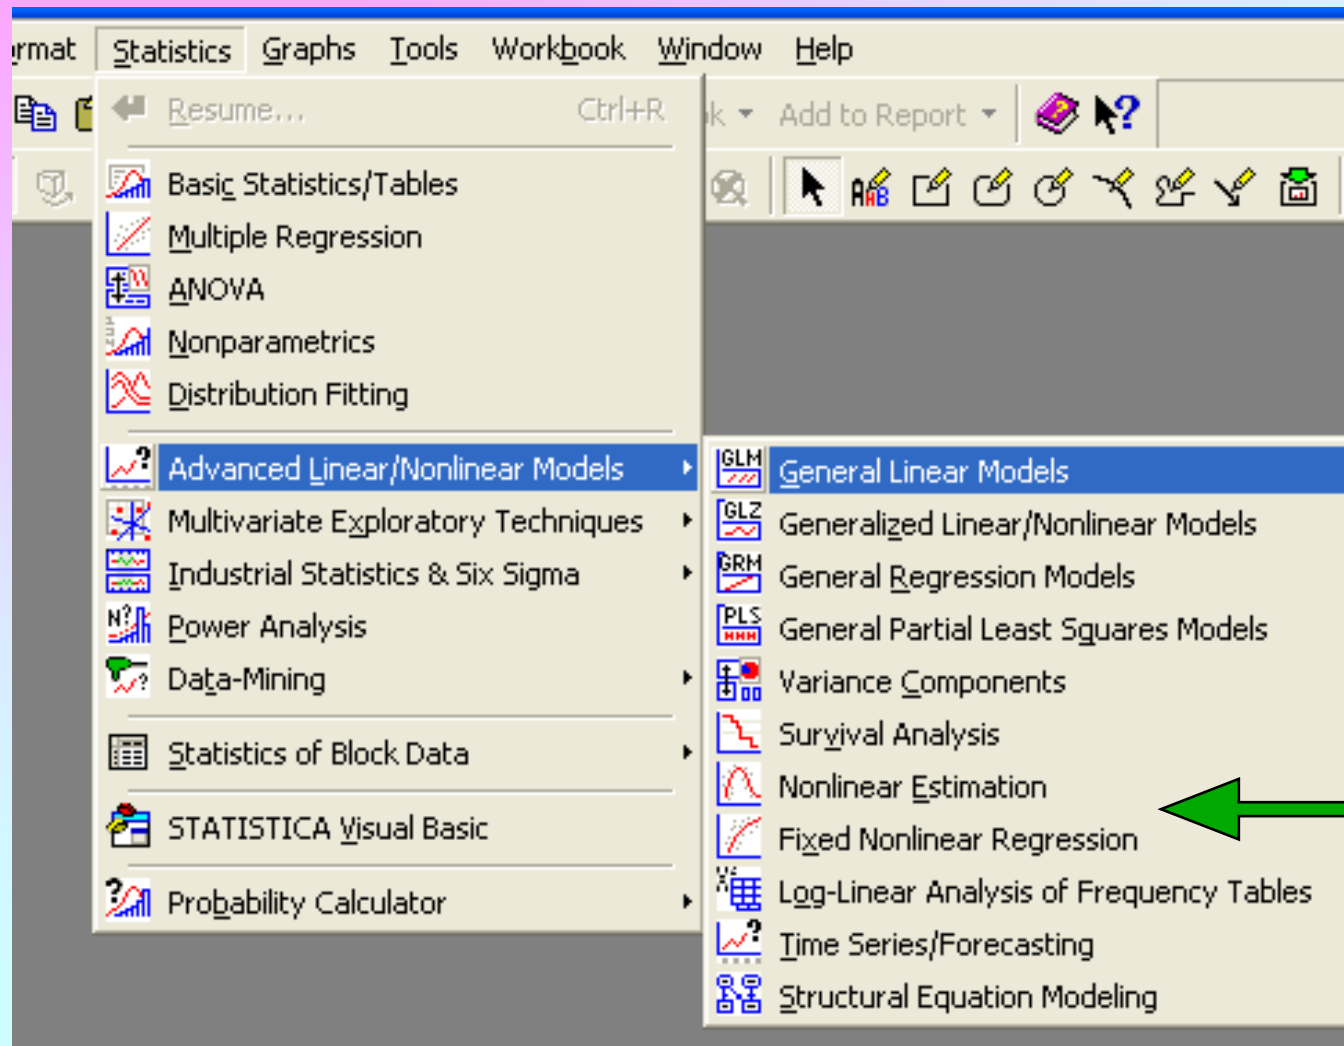 rmat Statistics Graphs Tools Workbook Window Help
Resume... Ctrl+R
k Add to Report
Basic Statistics/Tables
Multiple Regression
ANOVA
Nonparametrics
Distribution Fitting
Advanced Linear/Nonlinear Models
Multivariate Exploratory Techniques
Industrial Statistics & Six Sigma
Power Analysis
Data-Mining
Statistics of Block Data
STATISTICA Visual Basic
Probability Calculator
GLM General Linear Models
GLZ Generalized Linear/Nonlinear Models
GRM General Regression Models
PLS General Partial Least Squares Models
Variance Components
Survival Analysis
Nonlinear Estimation
Fixed Nonlinear Regression
Log-Linear Analysis of Frequency Tables
Time Series/Forecasting
Structural Equation Modeling